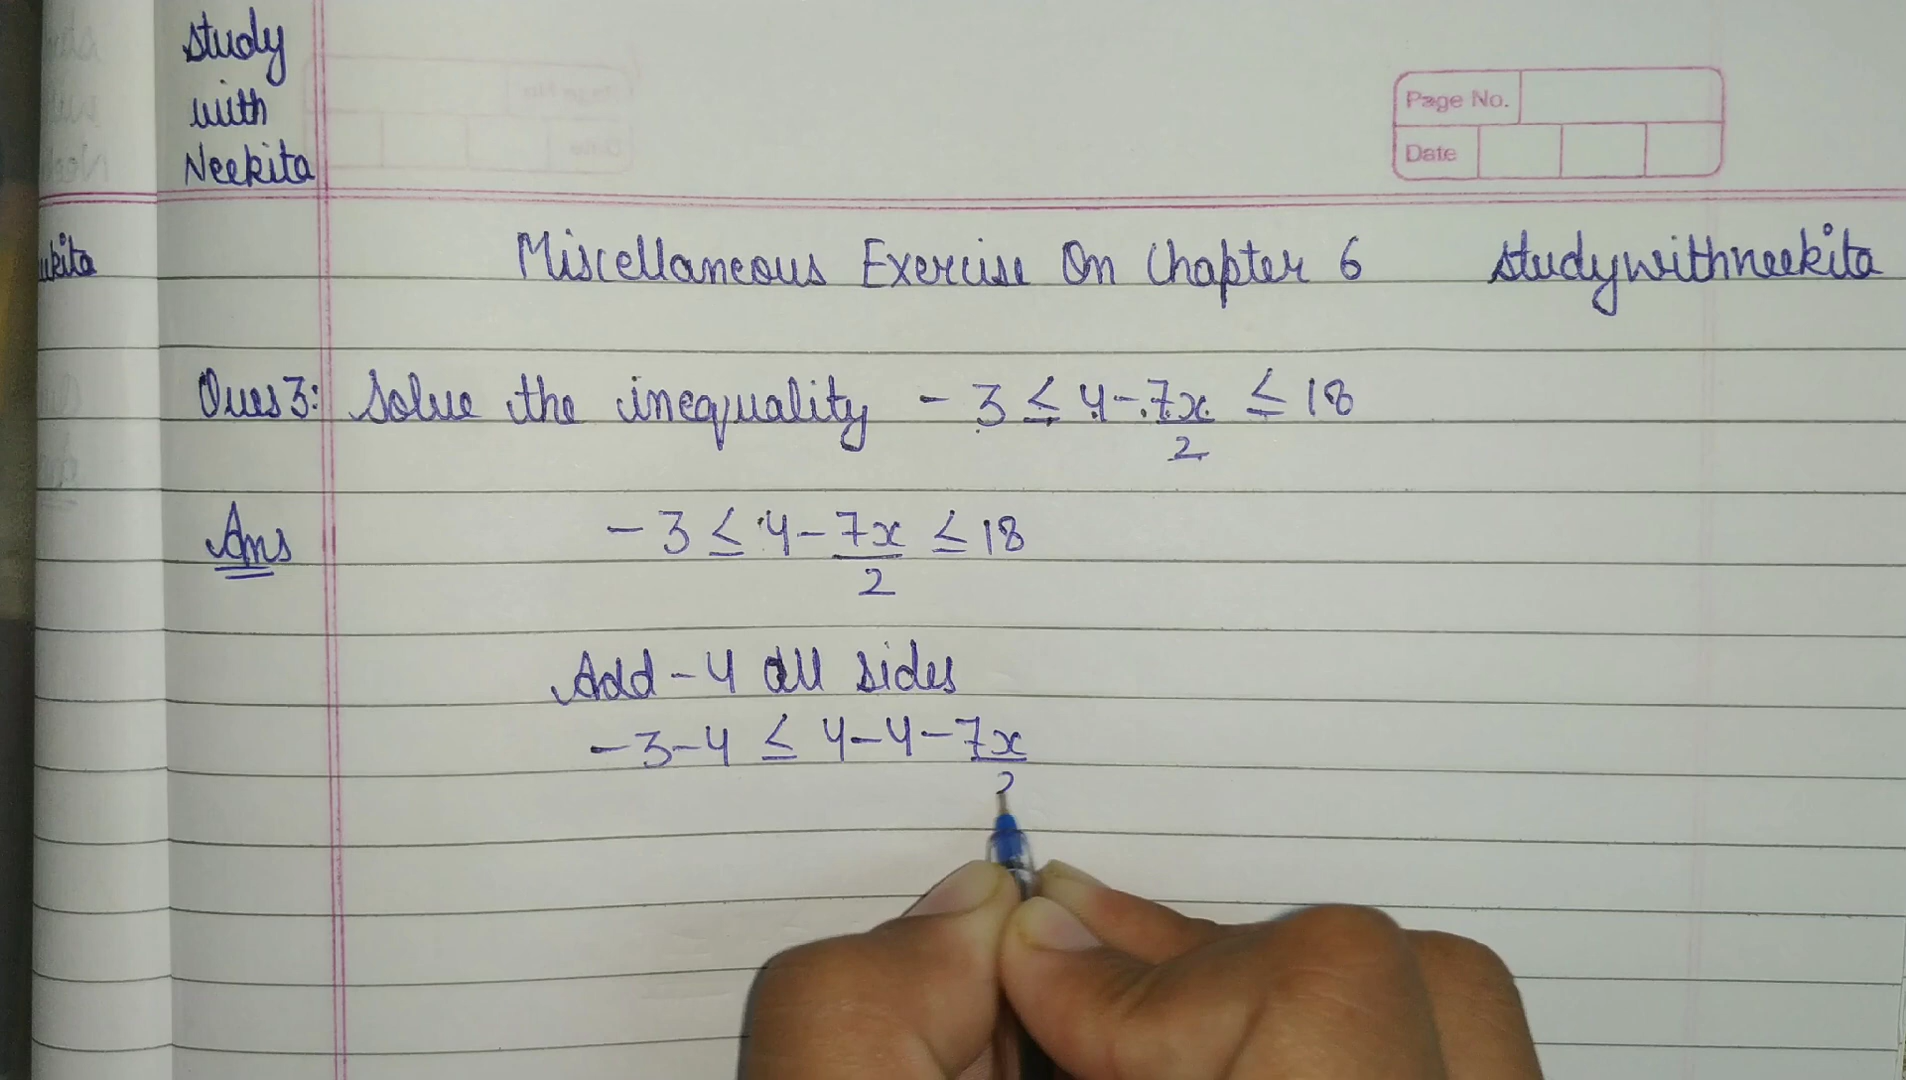 study
with
Neekita
Page No.
Date
Miscellaneous Exercise On Chapter 6 studywithneekita
Ques 3: Solve the inequality -3 ≤ 4 - 7x/2 ≤ 18
Ans -3 ≤ 4 - 7x/2 ≤ 18
Add -4 all sides
-3-4 ≤ 4-4-7x/2